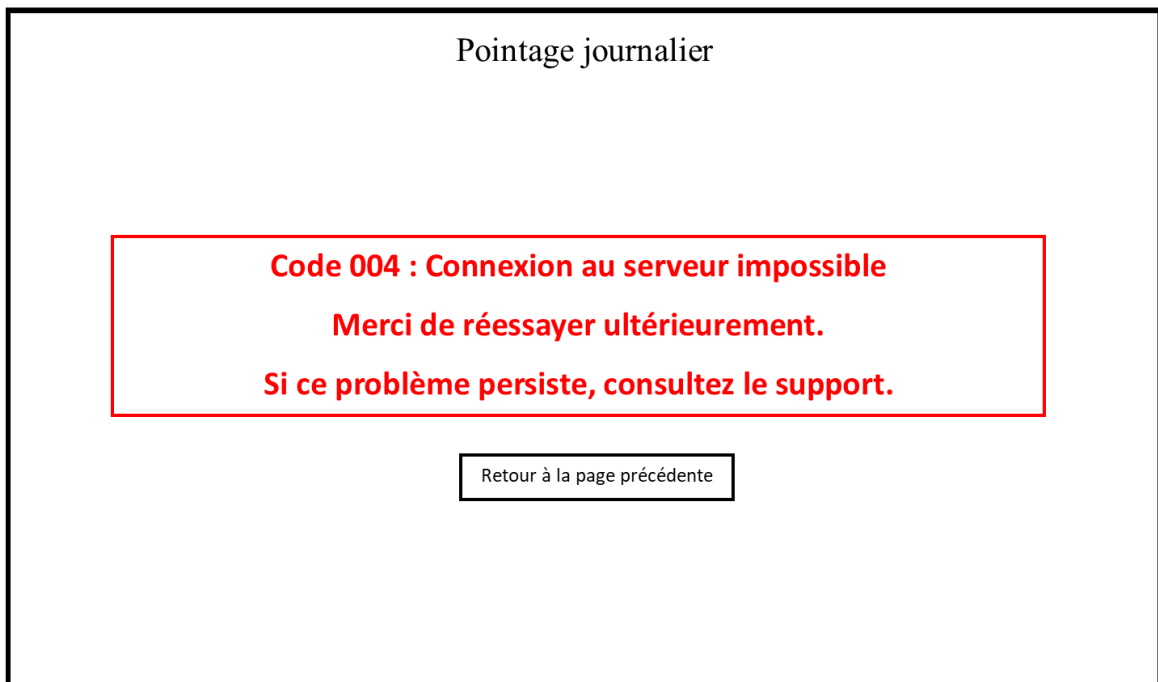 Pointage journalier
Code 004 : Connexion au serveur impossible
Merci de réessayer ultérieurement.
Si ce problème persiste, consultez le support.
Retour à la page précédente